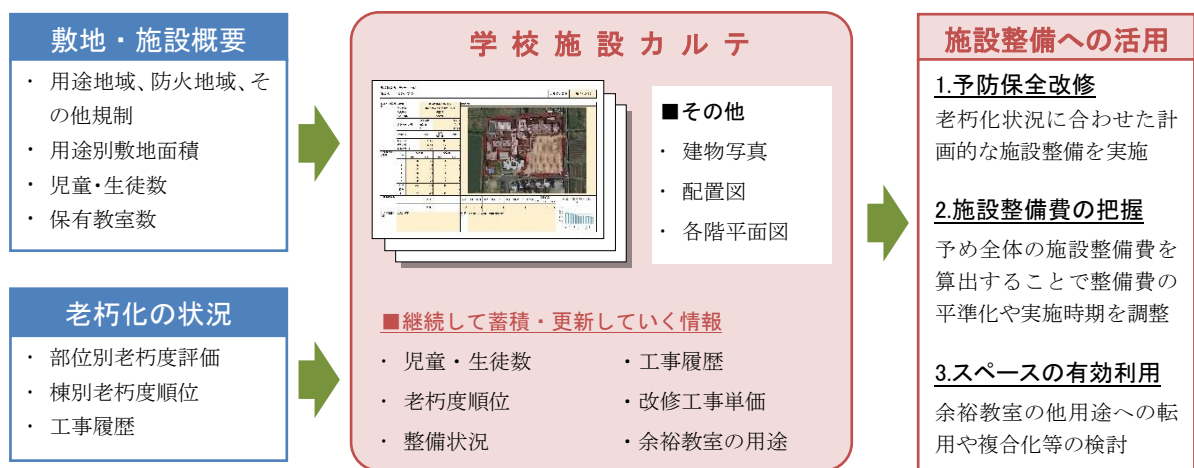 敷地・施設概要
・ 用途地域、防火地域、そ
の他規制
・ 用途別敷地面積
・ 児童・生徒数
・ 保有教室数
老朽化の状況
・ 部位別老朽度評価
・ 棟別老朽度順位
・ 工事履歴
学校施設カルテ
■その他
・ 建物写真
・ 配置図
・ 各階平面図
■継続して蓄積・更新していく情報
・ 児童・生徒数
・ 老朽度順位
・ 整備状況
・工事履歴
・改修工事単価
・余裕教室の用途
施設整備への活用
1.予防保全改修
老朽化状況に合わせた計
画的な施設整備を実施
2.施設整備費の把握
予め全体の施設整備費を
算出することで整備費の
平準化や実施時期を調整
3.スペースの有効利用
余裕教室の他用途への転
用や複合化等の検討